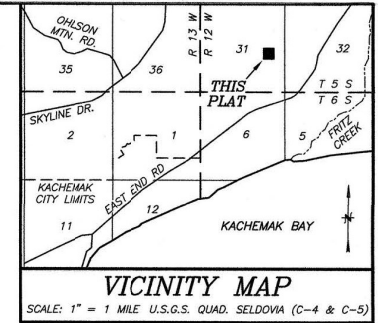 OHLSON
MTN. RD.
R 13 W
R 12 W
31
32
35
36
THIS
PLAT
T 5 S
T 6 S
SKYLINE DR.
2
1
6
5
FRITZ
CREEK
KACHEMAK
CITY LIMITS
EAST END RD
11
12
KACHEMAK BAY
N
VICINITY MAP
SCALE: 1" = 1 MILE U.S.G.S. QUAD. SELDOVIA (C-4 & C-5)